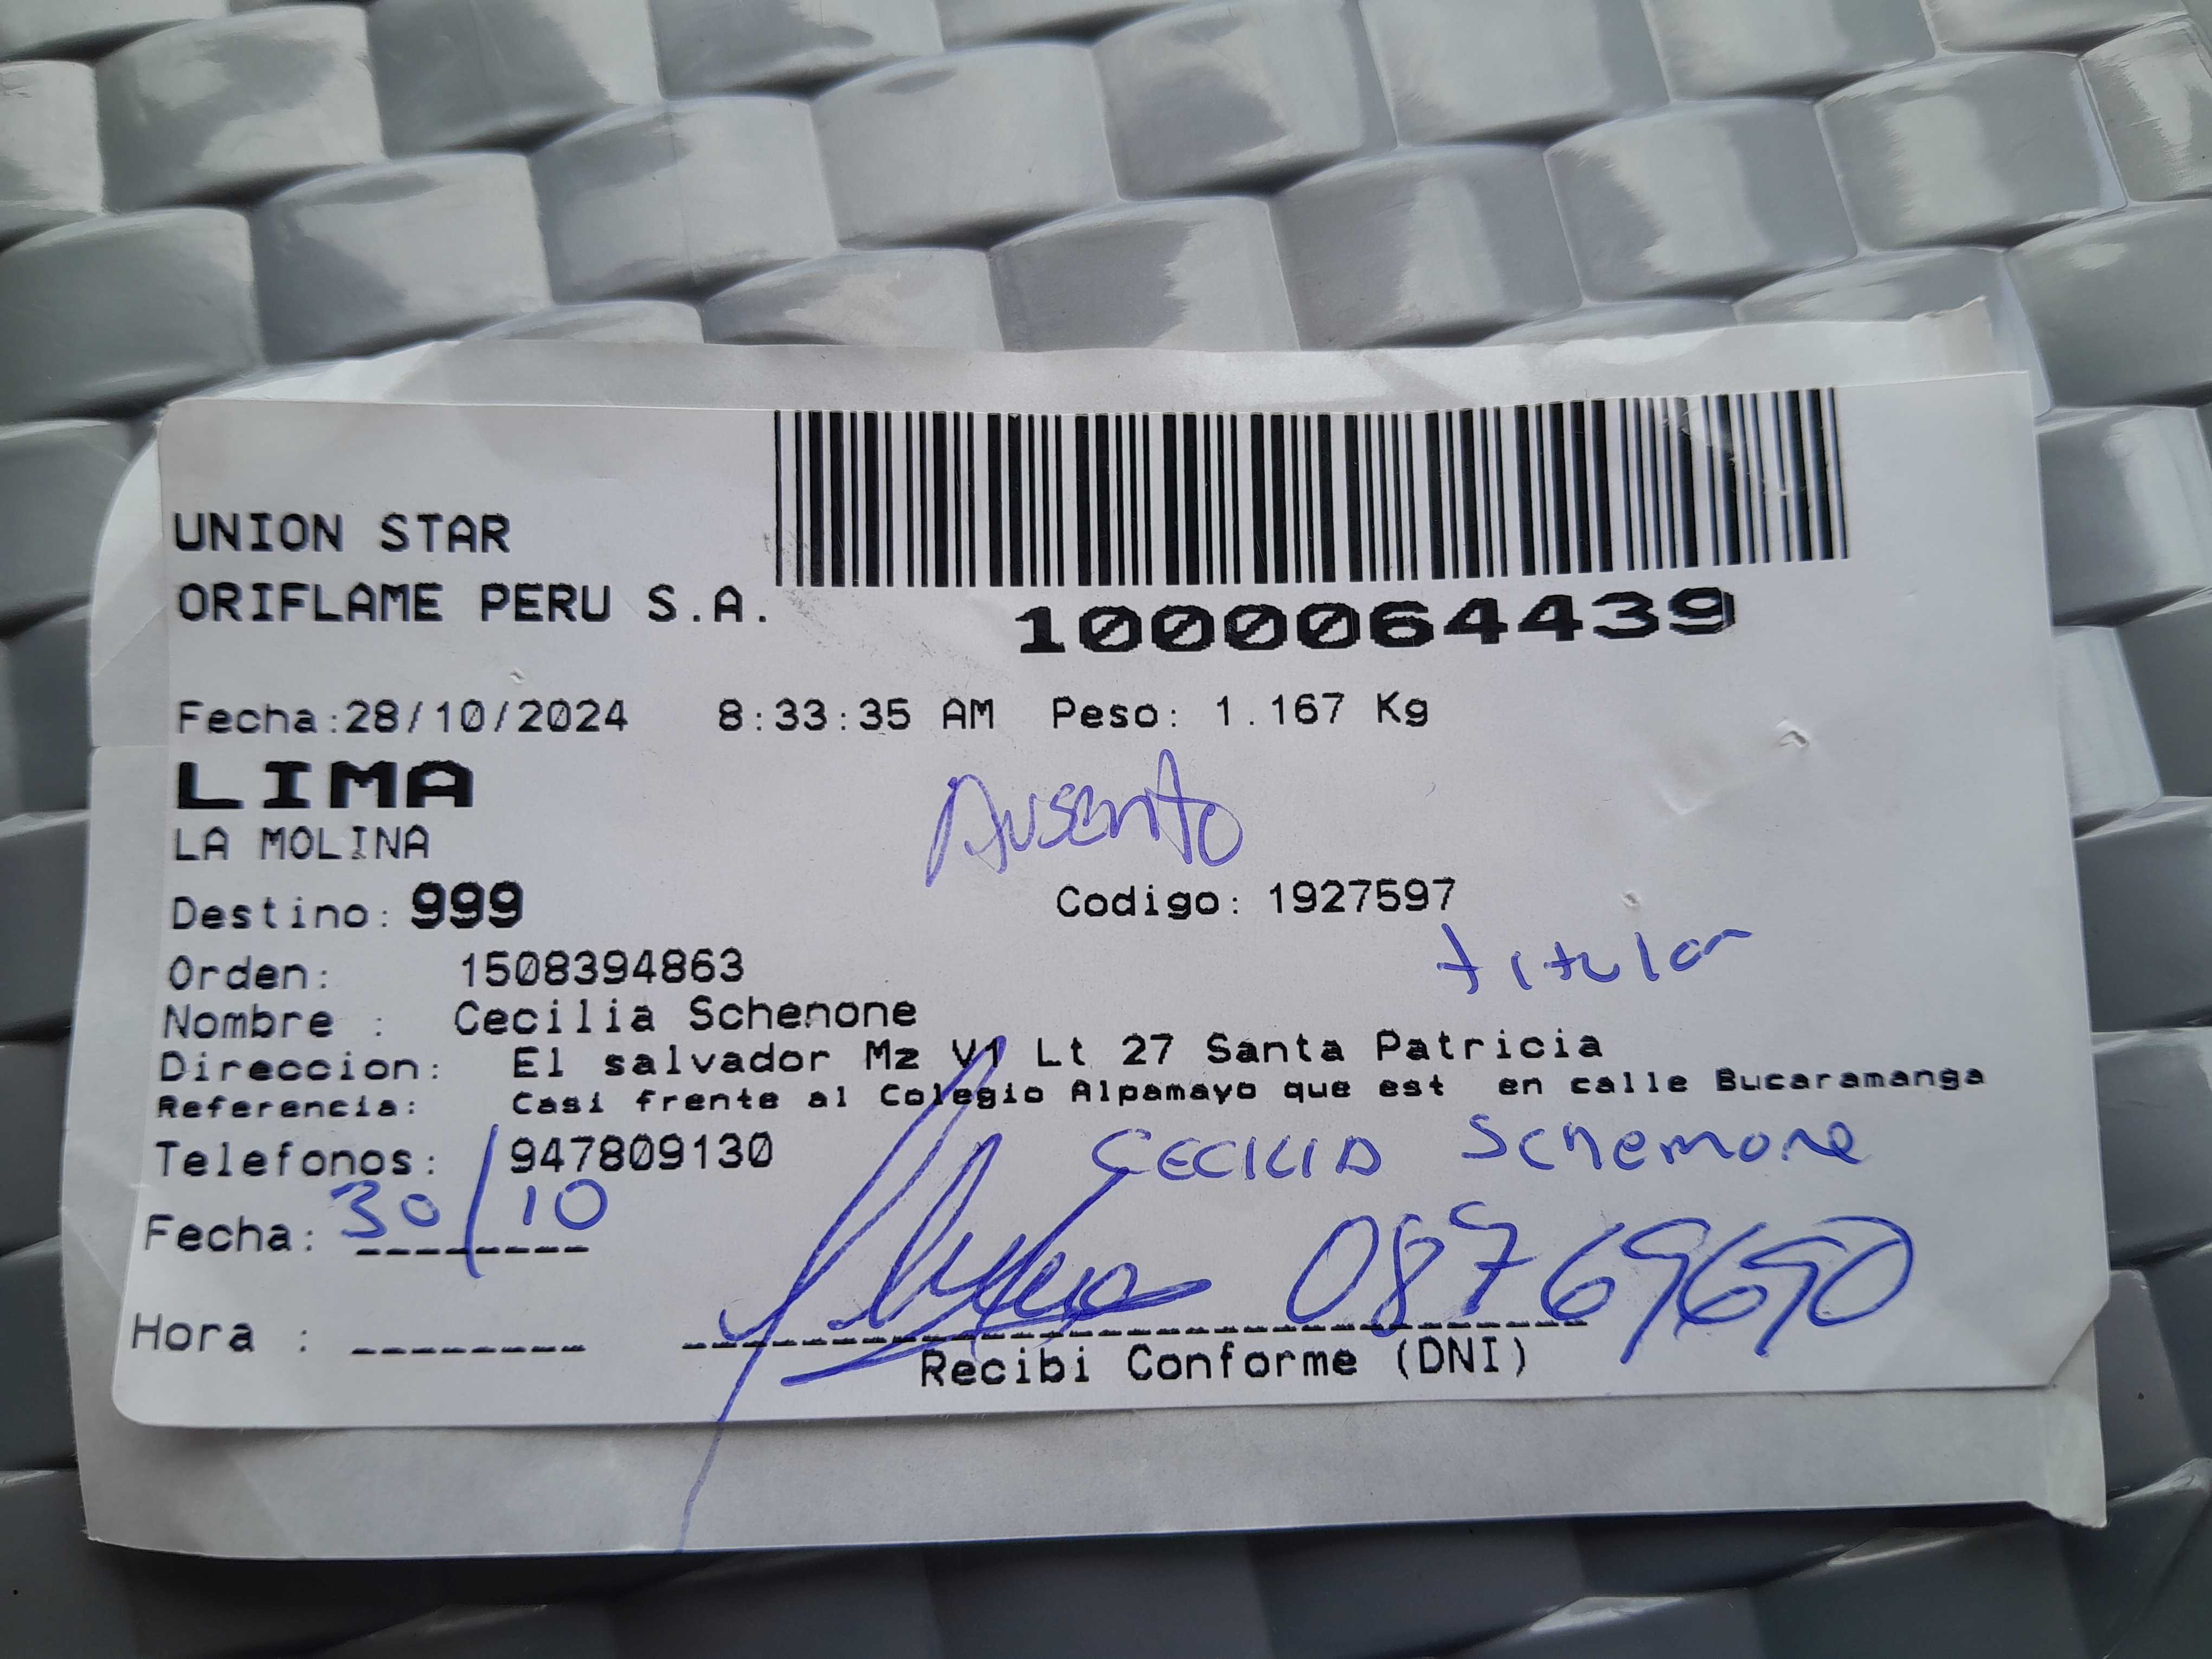 UNION STAR
ORIFLAME PERU S.A.
1000064439
Fecha:28/10/2024 8:33:35 AM Peso: 1.167 Kg
LIMA
LA MOLINA
Ausento
Destino: 999
Codigo: 1927597
titular
Orden: 1508394863
Nombre : Cecilia Schenone
Direccion: El salvador Mz V1 Lt 27 Santa Patricia
Referencia: Casi frente al Colegio Alpamayo que est en calle Bucaramanga
Telefonos: 947809130
CECILIA Schemone
Fecha: 30/10
08769690
Hora : --------
Recibi Conforme (DNI)